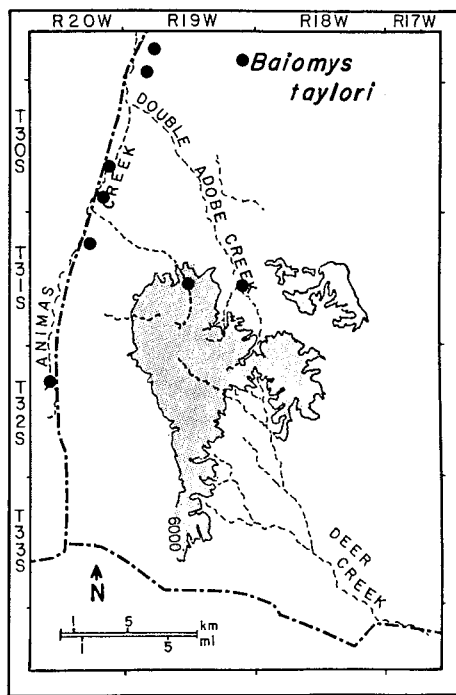 R20W R19W R18W R17W
Baiomys
taylori
T30S
T31S
T32S
T33S
DOUBLE ADOBE CREEK
ANIMAS CREEK
DEER
CREEK
6000
N
1 5 km
1 5 mi